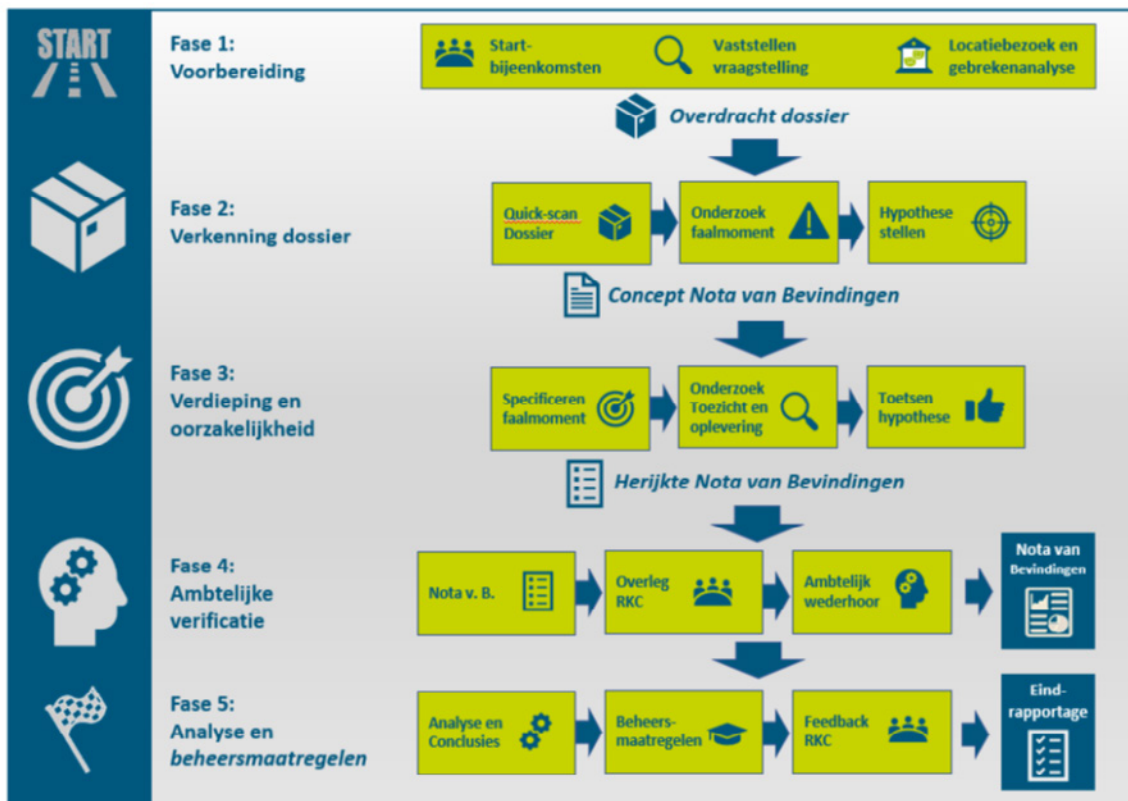 START
Fase 1:
Voorbereiding
Start-
bijeenkomsten
Vaststellen
vraagstelling
Locatiebezoek en
gebrekenanalyse
Overdracht dossier
Fase 2:
Verkenning dossier
Quick-scan
Dossier
Onderzoek
faalmoment
Hypothese
stellen
Concept Nota van Bevindingen
Fase 3:
Verdieping en
oorzakelijkheid
Specificeren
faalmoment
Onderzoek
Toezicht en
oplevering
Toetsen
hypothese
Herijkte Nota van Bevindingen
Fase 4:
Ambtelijke
verificatie
Nota v. B.
Overleg
RKC
Ambtelijk
wederhoor
Nota van
Bevindingen
Fase 5:
Analyse en
beheersmaatregelen
Analyse en
Conclusies
Beheers-
maatregelen
Feedback
RKC
Eind-
rapportage